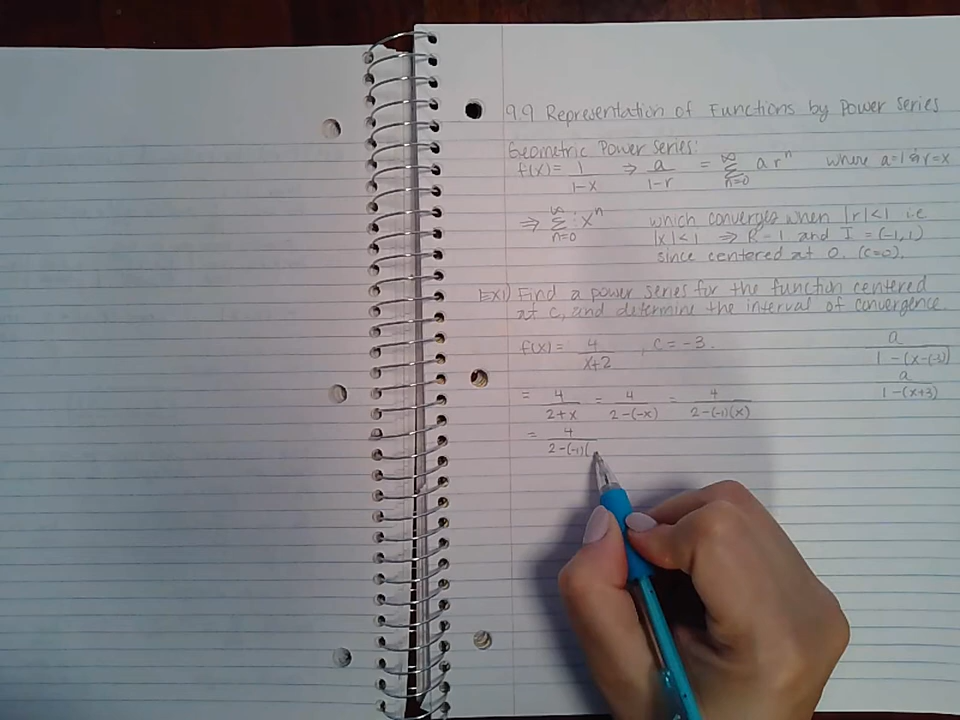 9.9 Representation of Functions by Power Series
Geometric Power Series:
f(x) = 1/(1-x) ⇒ a/(1-r) = ∞Σn=0 a r^n where a=1 & r=x
⇒ ∞Σn=0 x^n which converges when |r|<1 i.e
|x|<1 ⇒ R=1 and I = (-1,1)
since centered at 0. (c=0).
Ex1) Find a power series for the function centered
at c, and determine the interval of convergence.
f(x) = 4/(x+2) , c = -3.
a/(1-(x-(-3)))
a/(1-(x+3))
= 4/(2+x) = 4/(2-(-x)) = 4/(2-(-1)(x))
= 4/(2-(-1)(